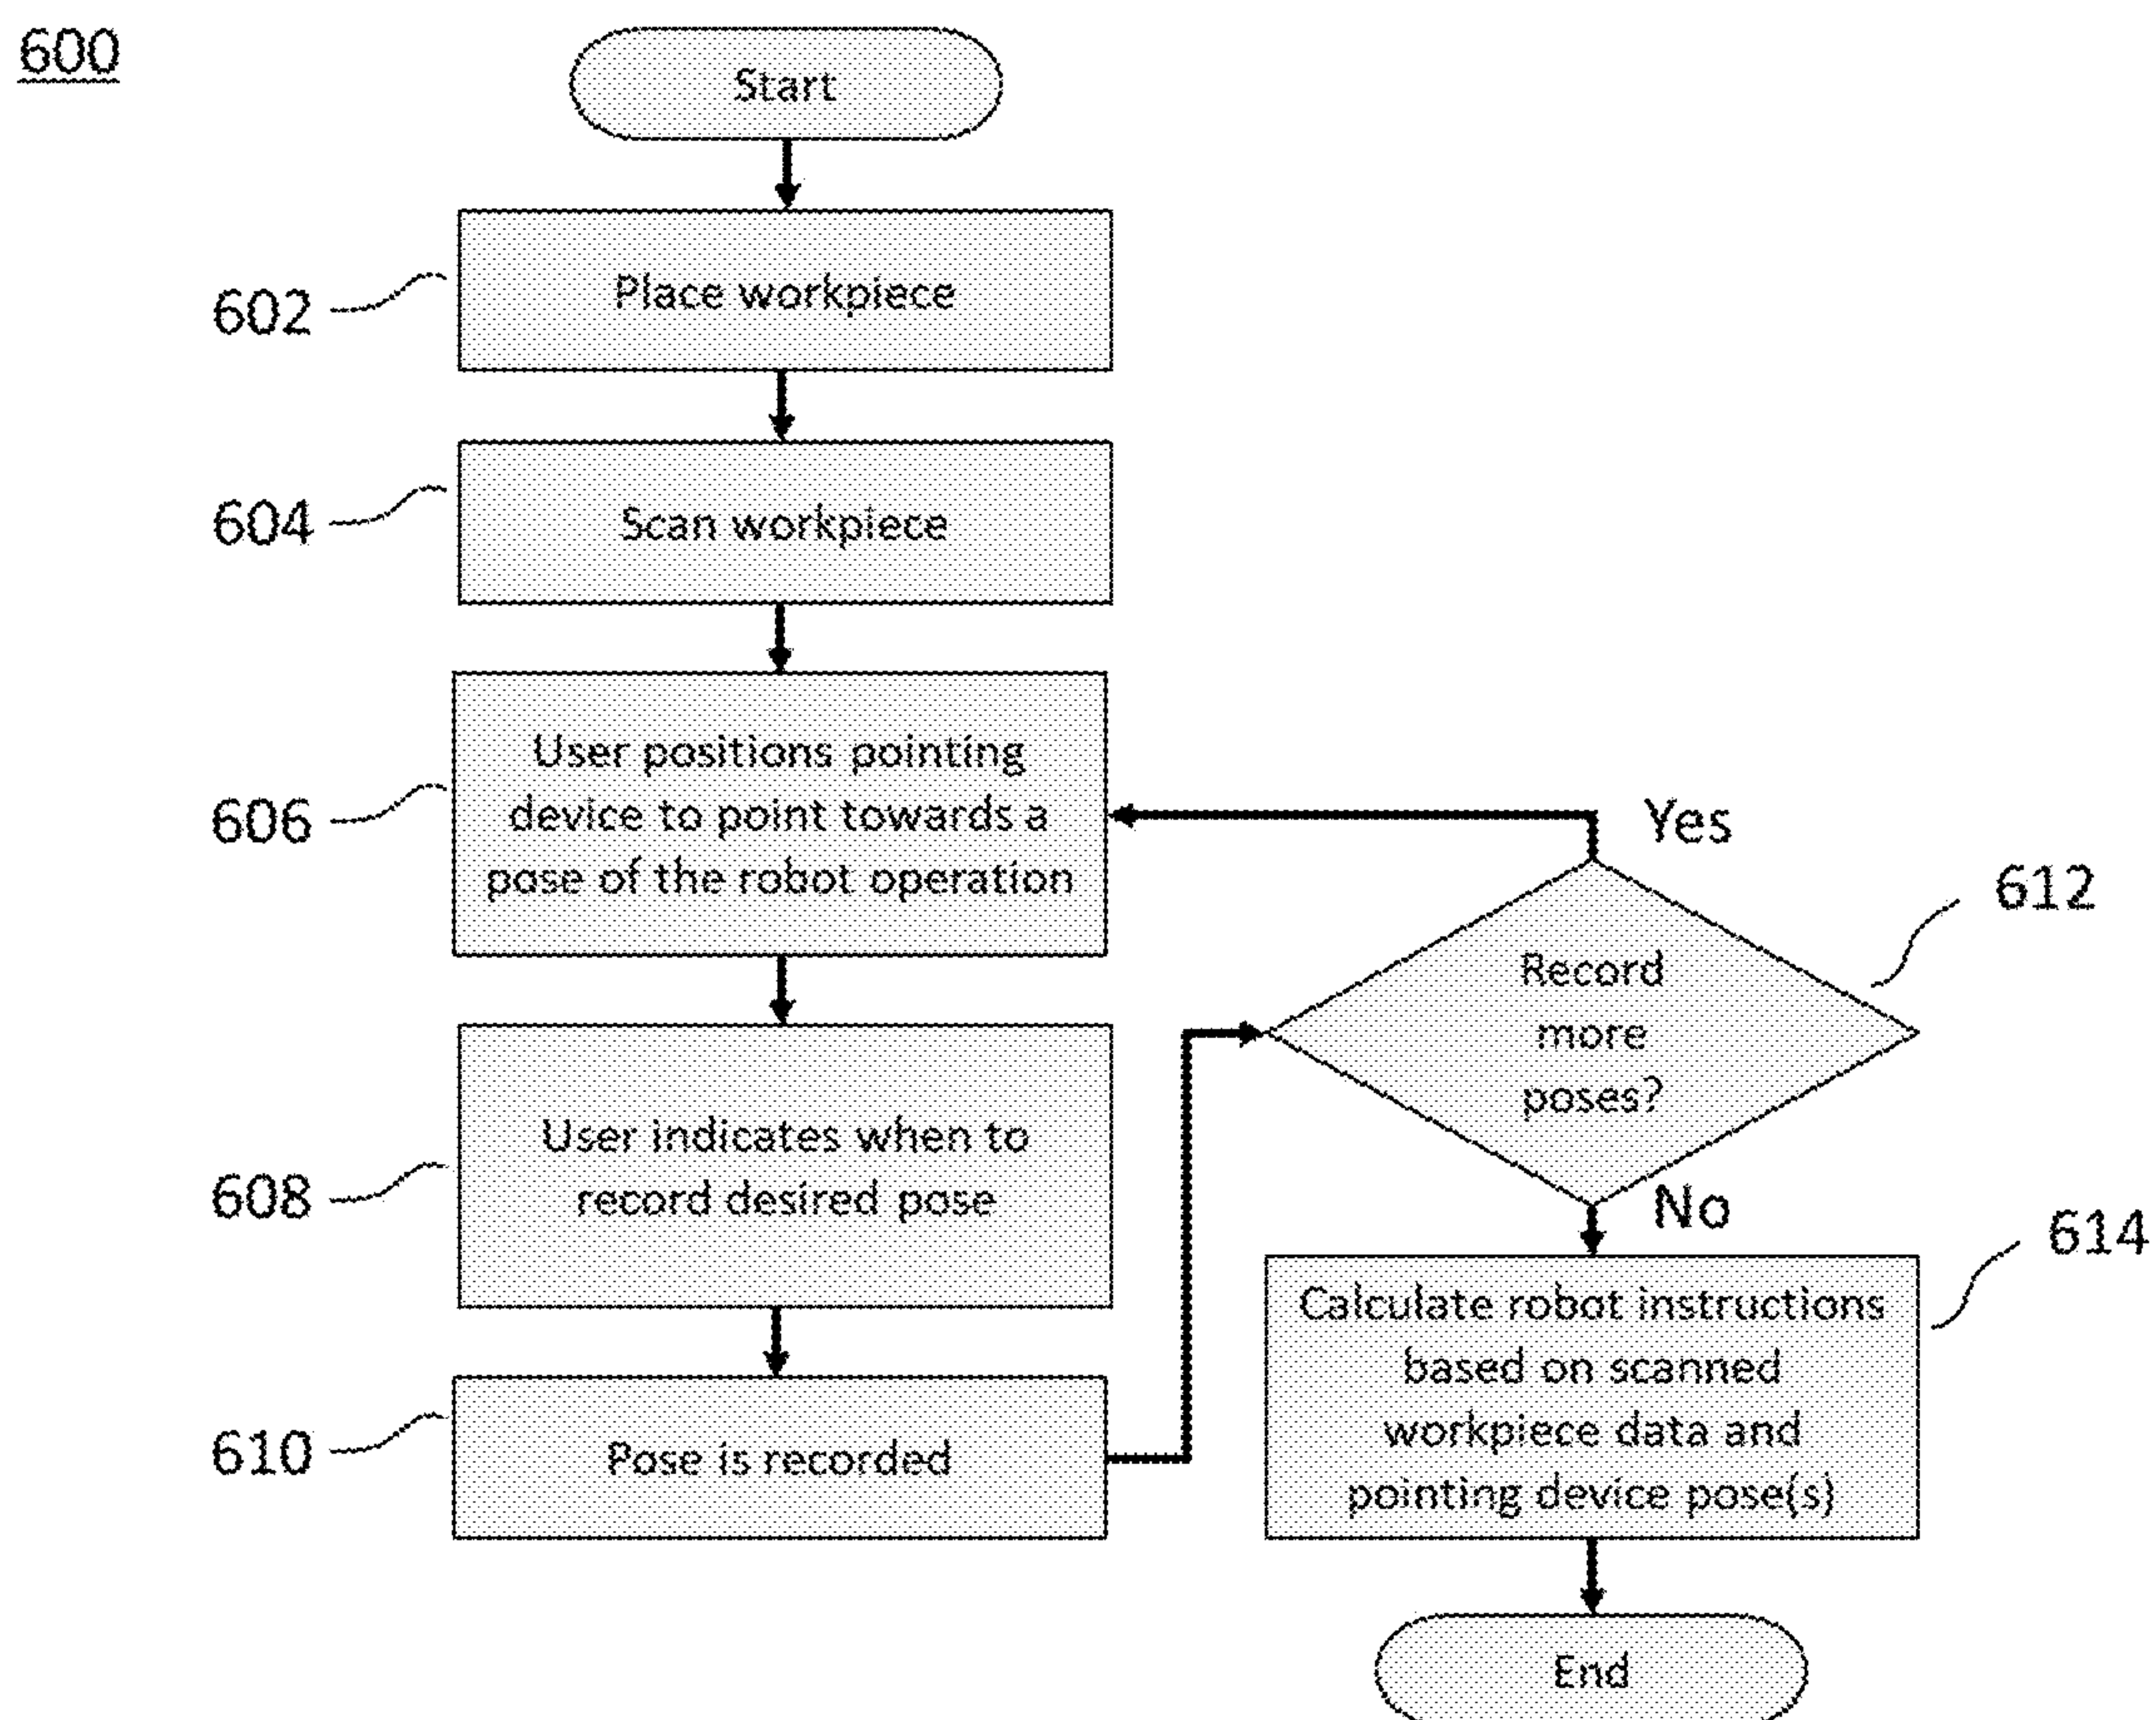 600
Start
602
Place workpiece
604
Scan workpiece
606
User positions pointing
device to point towards a
pose of the robot operation
608
User indicates when to
record desired pose
610
Pose is recorded
Yes
612
Record
more
poses?
No
614
Calculate robot instructions
based on scanned
workpiece data and
pointing device pose(s)
End